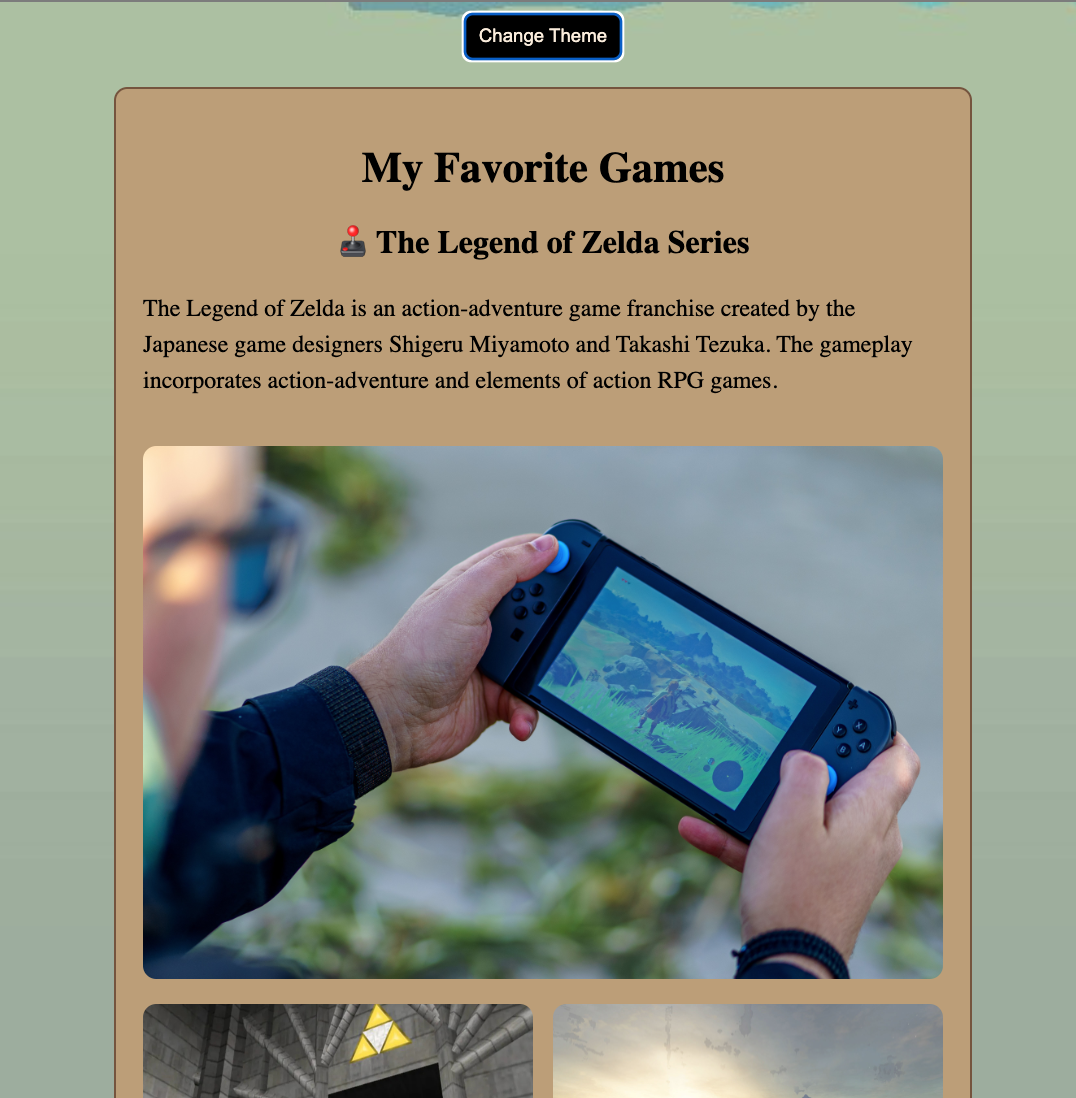 Change Theme
My Favorite Games
🕹️ The Legend of Zelda Series
The Legend of Zelda is an action-adventure game franchise created by the
Japanese game designers Shigeru Miyamoto and Takashi Tezuka. The gameplay
incorporates action-adventure and elements of action RPG games.
X
Y
A
B